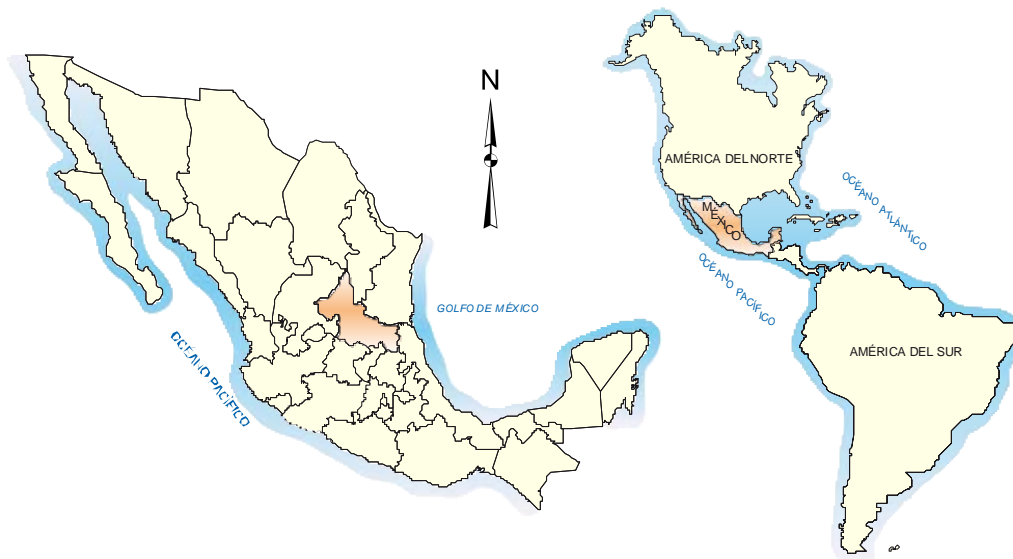 N
GOLFO DE MÉXICO
OCÉANO PACÍFICO
AMÉRICA DEL NORTE
MÉXICO
OCÉANO ATLÁNTICO
OCÉANO PACÍFICO
AMÉRICA DEL SUR